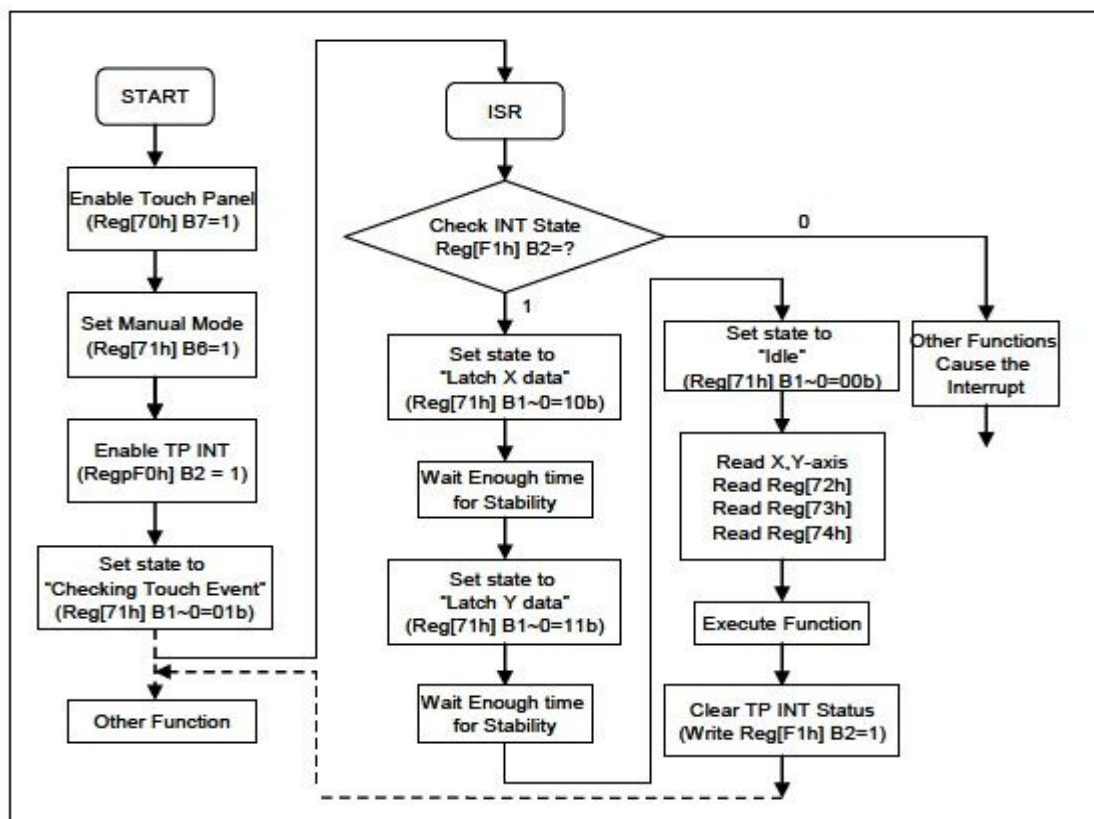 START
Enable Touch Panel
(Reg[70h] B7=1)
Set Manual Mode
(Reg[71h] B6=1)
Enable TP INT
(RegpF0h] B2 = 1)
Set state to
"Checking Touch Event"
(Reg[71h] B1~0=01b)
Other Function
ISR
Check INT State
Reg[F1h] B2=?
0
1
Set state to
"Latch X data"
(Reg[71h] B1~0=10b)
Wait Enough time
for Stability
Set state to
"Latch Y data"
(Reg[71h] B1~0=11b)
Wait Enough time
for Stability
Set state to
"Idle"
(Reg[71h] B1~0=00b)
Read X,Y-axis
Read Reg[72h]
Read Reg[73h]
Read Reg[74h]
Execute Function
Clear TP INT Status
(Write Reg[F1h] B2=1)
Other Functions
Cause the
Interrupt